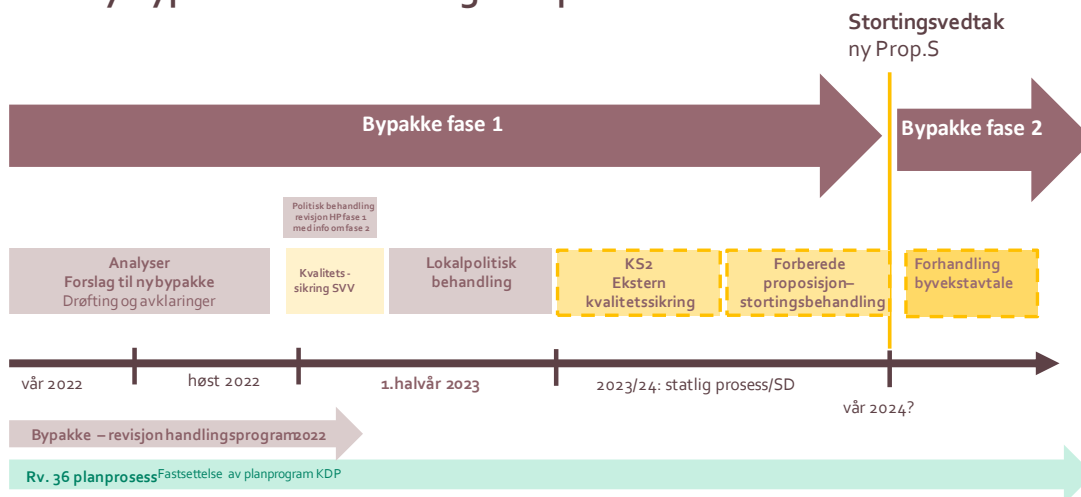 Stortingsvedtak
ny Prop.S
Bypakke fase 1
Bypakke fase 2
Politisk behandling
revisjon HP fase 1
med info om fase 2
Analyser
Forslag til ny bypakke
Drøfting og avklaringer
Kvalitets-
sikring SVV
Lokalpolitisk
behandling
KS2
Ekstern
kvalitetssikring
Forberede
proposisjon–
stortingsbehandling
Forhandling
byvekstavtale
vår 2022
høst 2022
1.halvår 2023
2023/24: statlig prosess/SD
vår 2024?
Bypakke – revisjon handlingsprogram2022
Rv. 36 planprosess Fastsettelse av planprogram KDP